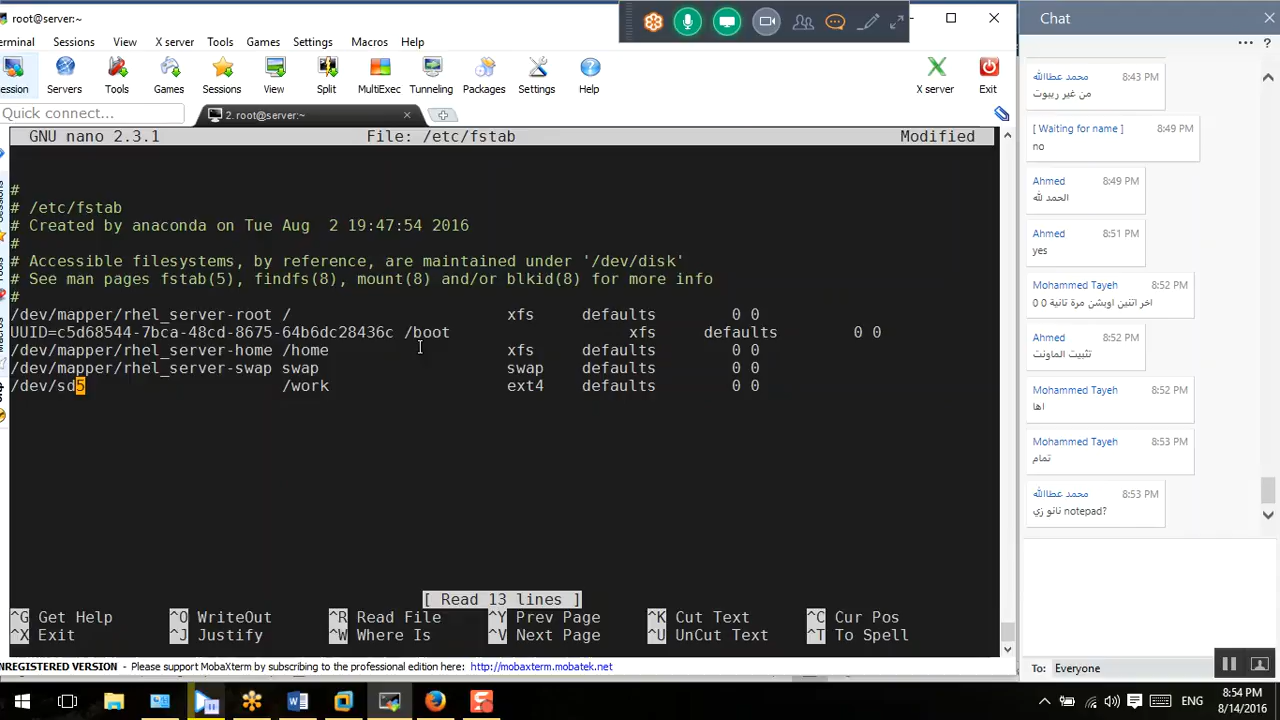 root@server:~
Chat
erminal Sessions View X server Tools Games Settings Macros Help
ession Servers Tools Games Sessions View Split MultiExec Tunneling Packages Settings Help X server Exit
Quick connect...
2. root@server:~
GNU nano 2.3.1 File: /etc/fstab Modified
#
# /etc/fstab
# Created by anaconda on Tue Aug  2 19:47:54 2016
#
# Accessible filesystems, by reference, are maintained under '/dev/disk'
# See man pages fstab(5), findfs(8), mount(8) and/or blkid(8) for more info
#
/dev/mapper/rhel_server-root / xfs defaults 0 0
UUID=c5d68544-7bca-48cd-8675-64b6dc28436c /boot xfs defaults 0 0
/dev/mapper/rhel_server-home /home xfs defaults 0 0
/dev/mapper/rhel_server-swap swap swap defaults 0 0
/dev/sd5 /work ext4 defaults 0 0
[ Read 13 lines ]
^G Get Help ^O WriteOut ^R Read File ^Y Prev Page ^K Cut Text ^C Cur Pos
^X Exit ^J Justify ^W Where Is ^V Next Page ^U UnCut Text ^T To Spell
NREGISTERED VERSION - Please support MobaXterm by subscribing to the professional edition here: http://mobaxterm.mobatek.net
محمد عطاالله 8:43 PM
من غير ريبوت
[ Waiting for name ] 8:49 PM
no
Ahmed 8:49 PM
الحمد لله
Ahmed 8:51 PM
yes
Mohammed Tayeh 8:52 PM
اخر اتنين اوبشن مرة تانية 0 0
Ahmed 8:52 PM
تثبيت الماونت
Mohammed Tayeh 8:52 PM
اها
Mohammed Tayeh 8:53 PM
تمام
محمد عطاالله 8:53 PM
نانو زي notepad?
To: Everyone
ENG
8:54 PM
8/14/2016